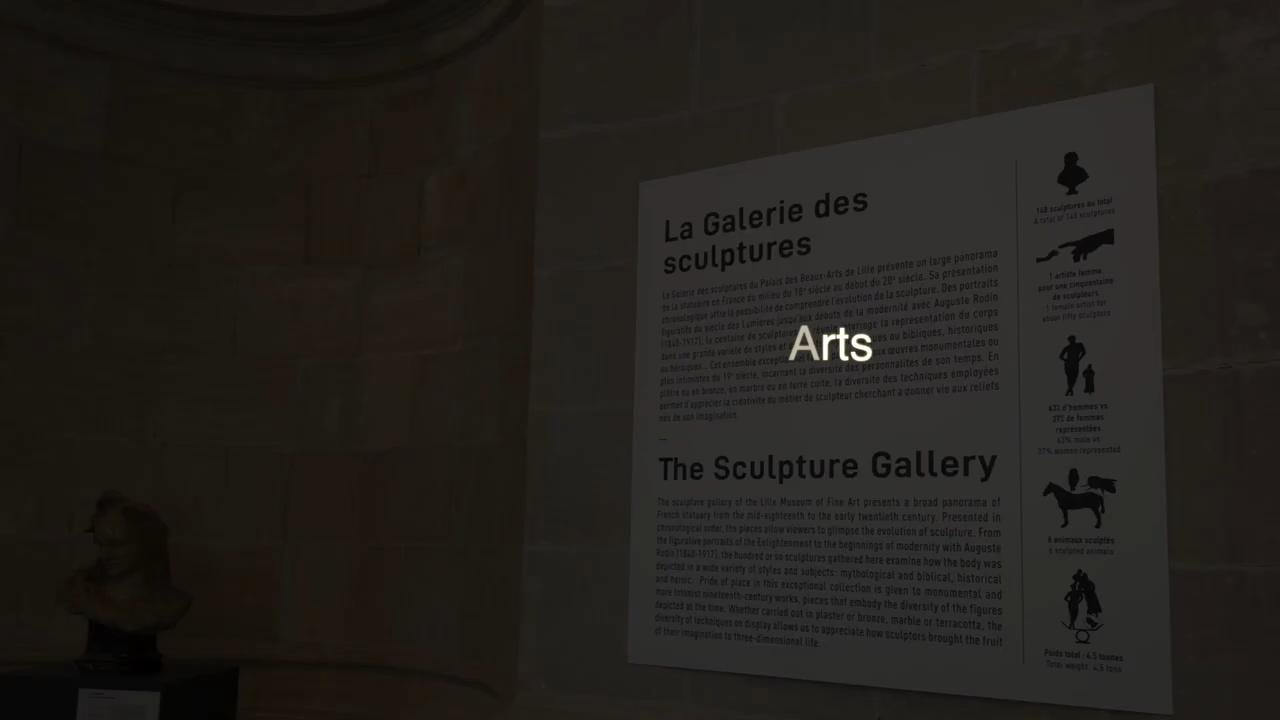 La Galerie des
sculptures
La Galerie des sculptures du Palais des Beaux-Arts de Lille présente un large panorama
de la statuaire en France du milieu du 18e siècle au début du 20e siècle. Sa présentation
chronologique offre la possibilité de comprendre l'évolution de la sculpture. Des portraits
figuratifs du siècle des Lumières jusqu'aux débuts de la modernité avec Auguste Rodin
(1840-1917), la centaine de sculptures la représentation du corps
dans une grande variété de styles et ou bibliques, historiques
ou héroïques... Cet ensemble œuvres monumentales ou
plus intimistes du 19e siècle, incarnant la diversité des personnalités de son temps. En
plâtre ou en bronze, en marbre ou en terre cuite, la diversité des techniques employées
permet d'apprécier la créativité du métier de sculpteur cherchant à donner vie aux reliefs
nés de son imagination.
—
The Sculpture Gallery
The sculpture gallery of the Lille Museum of Fine Art presents a broad panorama of
French statuary from the mid-eighteenth to the early twentieth century. Presented in
chronological order, the pieces allow viewers to glimpse the evolution of sculpture. From
the figurative portraits of the Enlightenment to the beginnings of modernity with Auguste
Rodin (1840-1917), the hundred or so sculptures gathered here examine how the body was
depicted in a wide variety of styles and subjects: mythological and biblical, historical
and heroic. Pride of place in this exceptional collection is given to monumental and
more intimist nineteenth-century works, pieces that embody the diversity of the figures
depicted at the time. Whether carried out in plaster or bronze, marble or terracotta, the
diversity of techniques on display allows us to appreciate how sculptors brought the fruit
of their imagination to three-dimensional life.
148 sculptures au total
A total of 148 sculptures
1 artiste femme
pour une cinquantaine
de sculpteurs
1 female artist for
about fifty sculptors
63% d'hommes vs
37% de femmes
représentées
63% male vs
37% women represented
6 animaux sculptés
6 sculpted animals
Poids total : 4,5 tonnes
Total weight: 4,5 tons
Arts